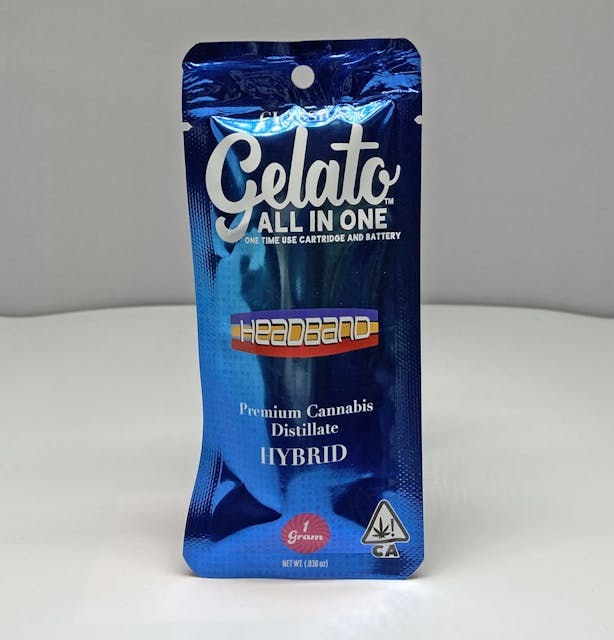 Gelato™
ALL IN ONE
ONE TIME USE CARTRIDGE AND BATTERY
HEADBAND
Premium Cannabis
Distillate
HYBRID
1
Gram
CA
NET WT. (.036 oz)